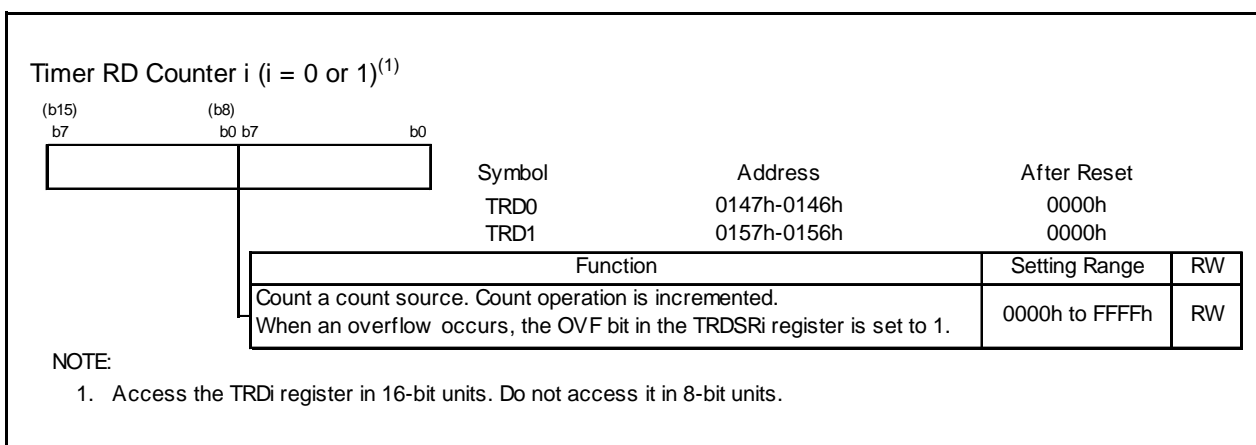 Timer RD Counter i (i = 0 or 1)(1)
(b15) (b8)
b7 b0 b7 b0
Symbol Address After Reset
TRD0 0147h-0146h 0000h
TRD1 0157h-0156h 0000h
Function Setting Range RW
Count a count source. Count operation is incremented.
When an overflow occurs, the OVF bit in the TRDSRi register is set to 1.
0000h to FFFFh RW
NOTE:
1. Access the TRDi register in 16-bit units. Do not access it in 8-bit units.